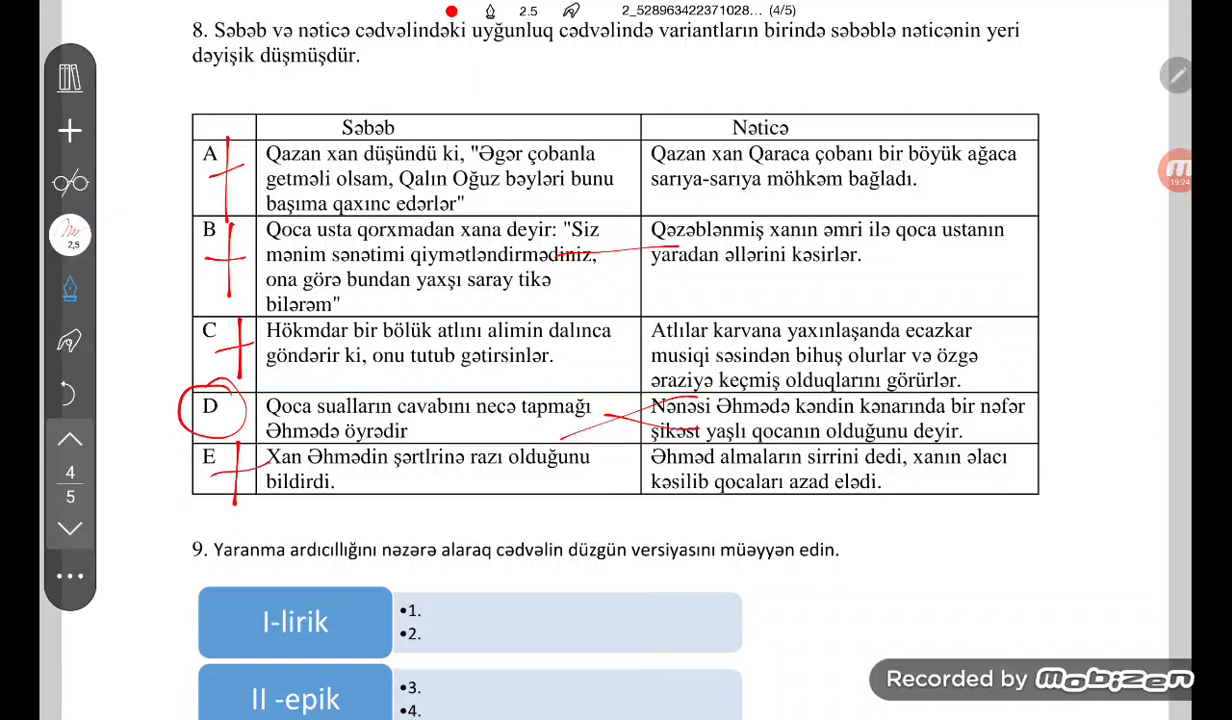 2.5 2_528963422371028... (4/5)
8. Səbəb və nəticə cədvəlindəki uyğunluq cədvəlində variantların birində səbəblə nəticənin yeri
dəyişik düşmüşdür.
Səbəb Nəticə
A Qazan xan düşündü ki, "Əgər çobanla
getməli olsam, Qalın Oğuz bəyləri bunu
başıma qaxınc edərlər"
Qazan xan Qaraca çobanı bir böyük ağaca
sarıya-sarıya möhkəm bağladı.
B Qoca usta qorxmadan xana deyir: "Siz
mənim sənətimi qiymətləndirmədiniz,
ona görə bundan yaxşı saray tikə
bilərəm"
Qəzəblənmiş xanın əmri ilə qoca ustanın
yaradan əllərini kəsirlər.
C Hökmdar bir bölük atlını alimin dalınca
göndərir ki, onu tutub gətirsinlər.
Atlılar karvana yaxınlaşanda ecazkar
musiqi səsindən bihuş olurlar və özgə
əraziyə keçmiş olduqlarını görürlər.
D Qoca sualların cavabını necə tapmağı
Əhmədə öyrədir
Nənəsi Əhmədə kəndin kənarında bir nəfər
şikəst yaşlı qocanın olduğunu deyir.
E Xan Əhmədin şərtlrinə razı olduğunu
bildirdi.
Əhməd almaların sirrini dedi, xanın əlacı
kəsilib qocaları azad elədi.
9. Yaranma ardıcıllığını nəzərə alaraq cədvəlin düzgün versiyasını müəyyən edin.
I-lirik
•1.
•2.
II -epik
•3.
•4.
2,5
4
5
19:24
Recorded by mobizen